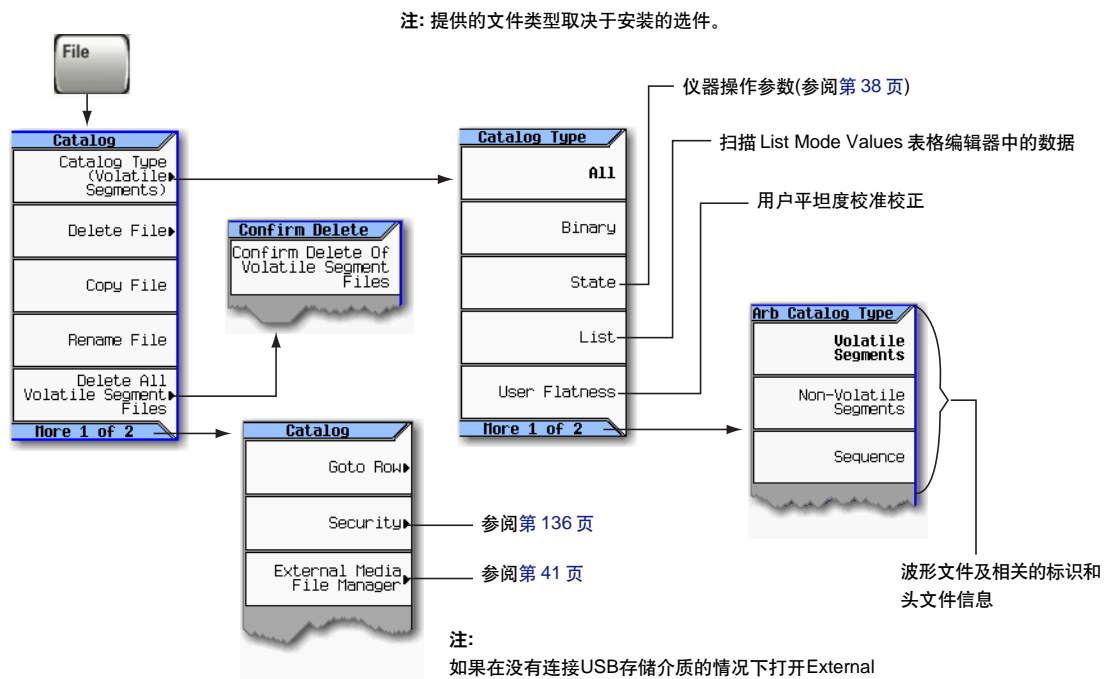 注: 提供的文件类型取决于安装的选件。
File
Catalog
Catalog Type
(Volatile
Segments)
Delete File
Copy File
Rename File
Delete All
Volatile Segment
Files
More 1 of 2
Confirm Delete
Confirm Delete Of
Volatile Segment
Files
Catalog
Goto Row
Security
External Media
File Manager
参阅第 136 页
参阅第 41 页
Catalog Type
All
Binary
State
List
User Flatness
More 1 of 2
仪器操作参数(参阅第 38 页)
扫描 List Mode Values 表格编辑器中的数据
用户平坦度校准校正
Arb Catalog Type
Volatile
Segments
Non-Volatile
Segments
Sequence
波形文件及相关的标识和
头文件信息
注:
如果在没有连接USB存储介质的情况下打开External